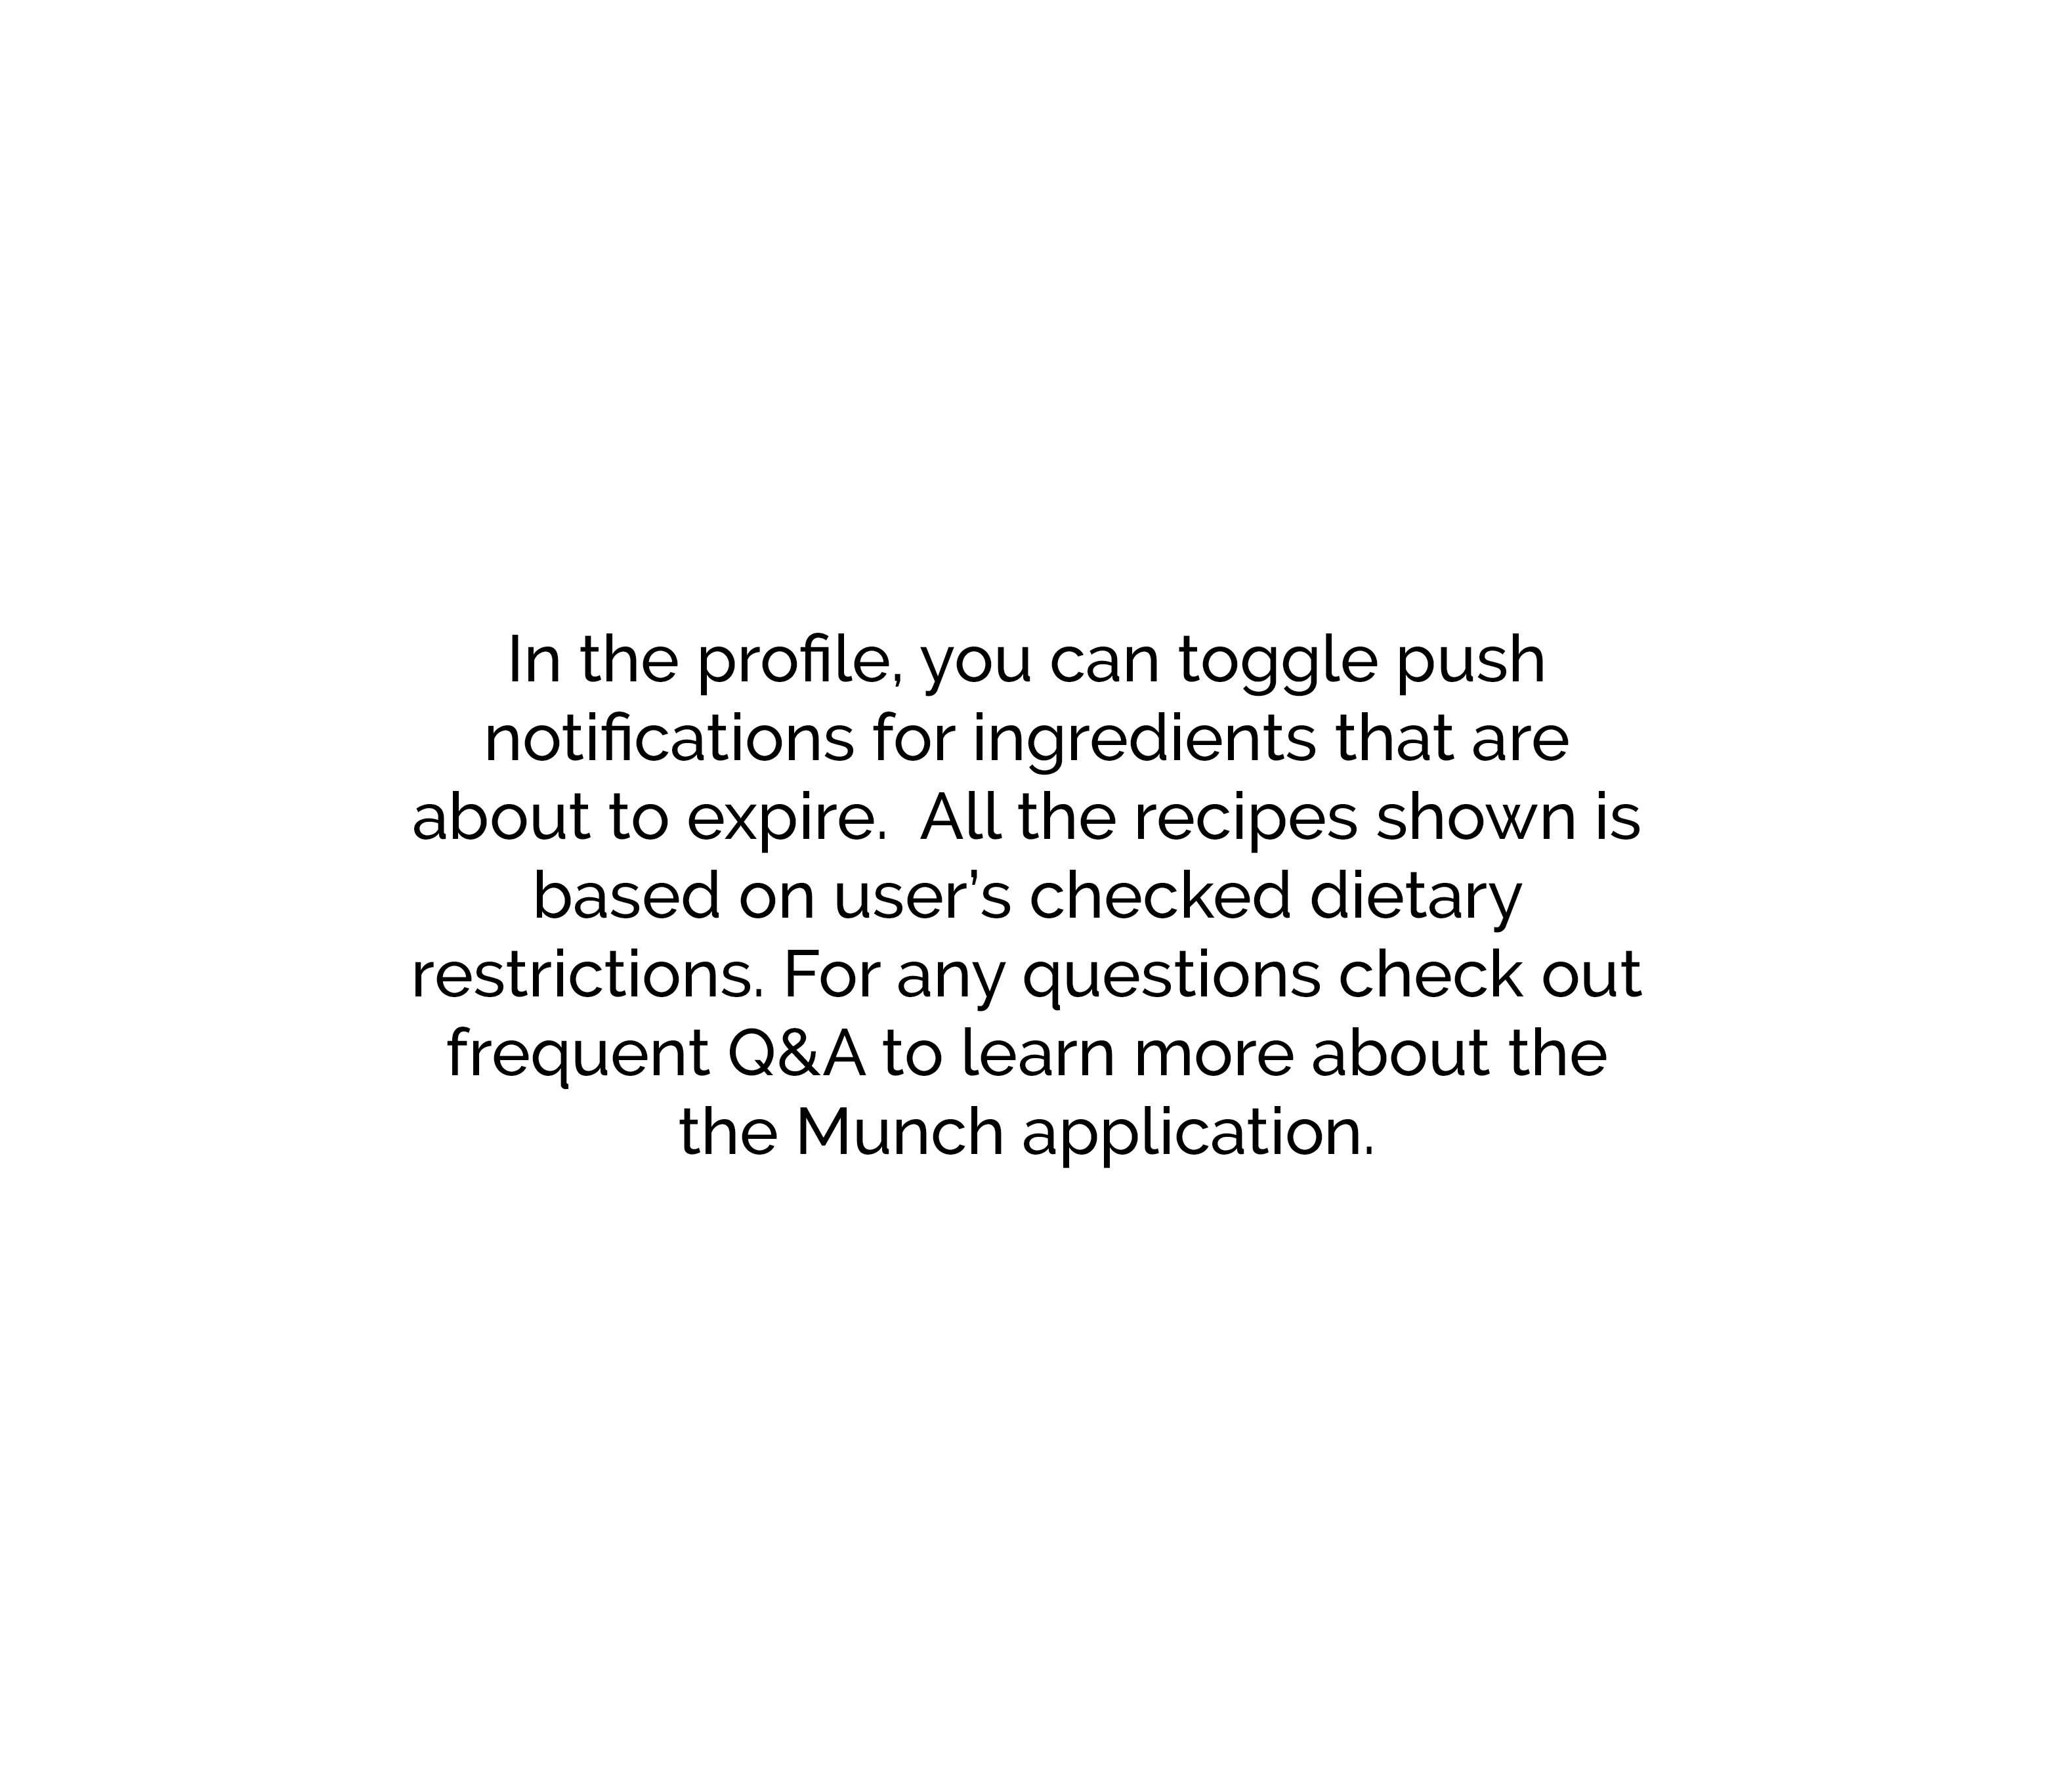 In the profile, you can toggle push
notifications for ingredients that are
about to expire.  All the recipes shown is
based on user’s checked dietary
restrictions. For any questions check out
frequent Q&A to learn more about the
the Munch application.